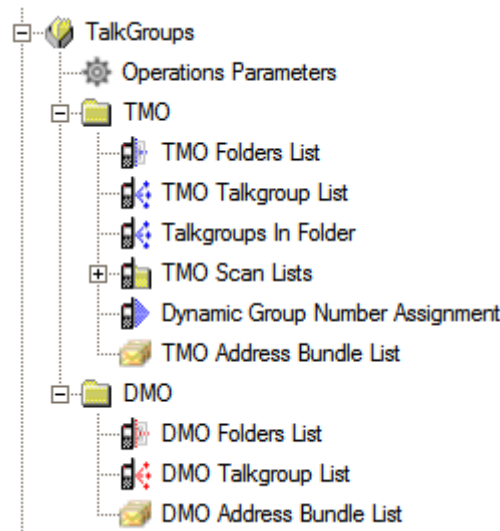 TalkGroups
Operations Parameters
TMO
TMO Folders List
TMO Talkgroup List
Talkgroups In Folder
TMO Scan Lists
Dynamic Group Number Assignment
TMO Address Bundle List
DMO
DMO Folders List
DMO Talkgroup List
DMO Address Bundle List